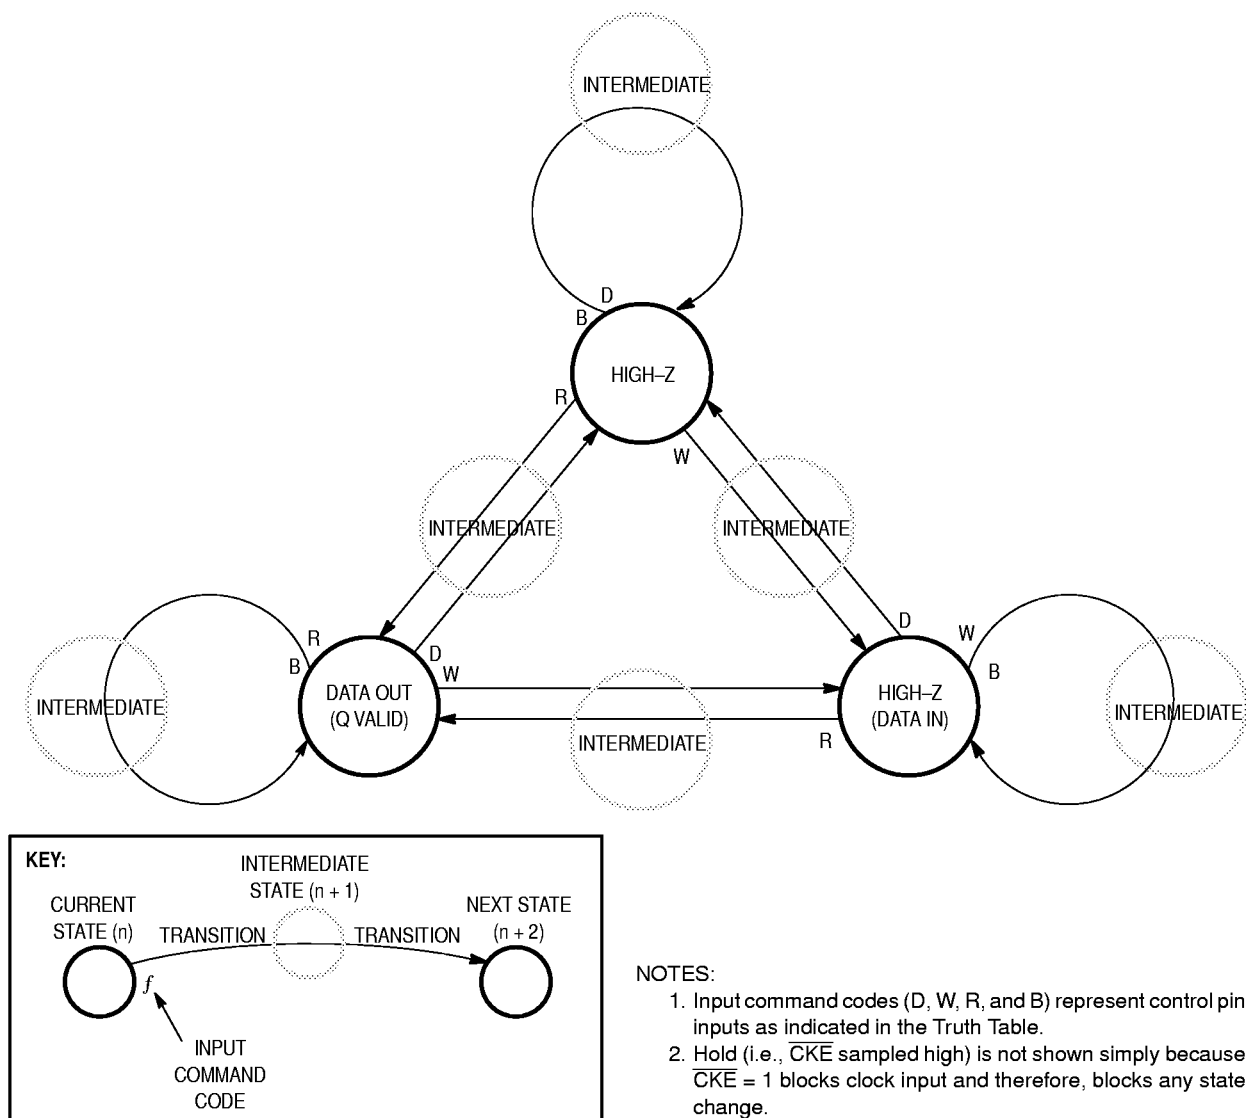 INTERMEDIATE
D
B
HIGH–Z
R
W
INTERMEDIATE
INTERMEDIATE
R
B
D
W
D
W
B
INTERMEDIATE
DATA OUT
(Q VALID)
HIGH–Z
(DATA IN)
INTERMEDIATE
R
INTERMEDIATE
KEY:
INTERMEDIATE
STATE (n + 1)
CURRENT
STATE (n)
NEXT STATE
(n + 2)
TRANSITION
TRANSITION
f
INPUT
COMMAND
CODE
NOTES:
1. Input command codes (D, W, R, and B) represent control pin
inputs as indicated in the Truth Table.
2. Hold (i.e., C̅K̅E̅ sampled high) is not shown simply because
C̅K̅E̅ = 1 blocks clock input and therefore, blocks any state
change.